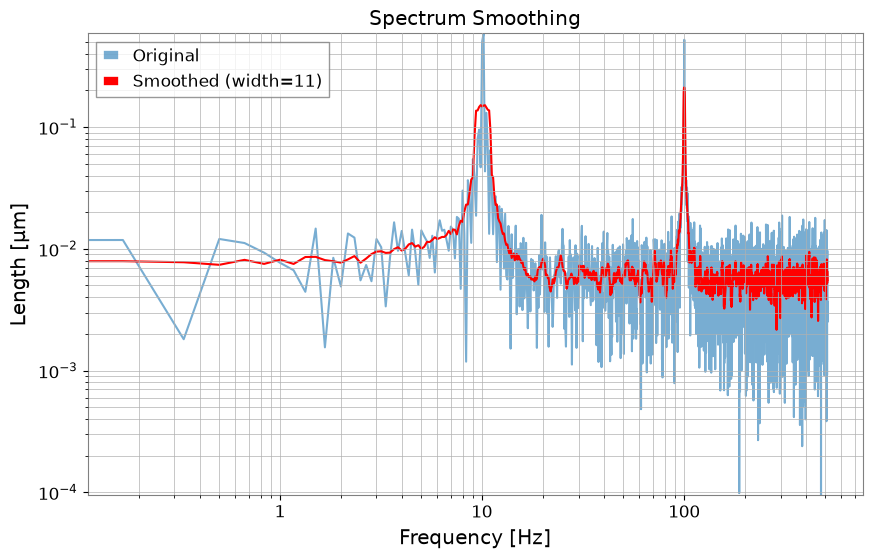 Spectrum Smoothing
Original
Smoothed (width=11)
Length [µm]
10⁻¹
10⁻²
10⁻³
10⁻⁴
1 10 100
Frequency [Hz]